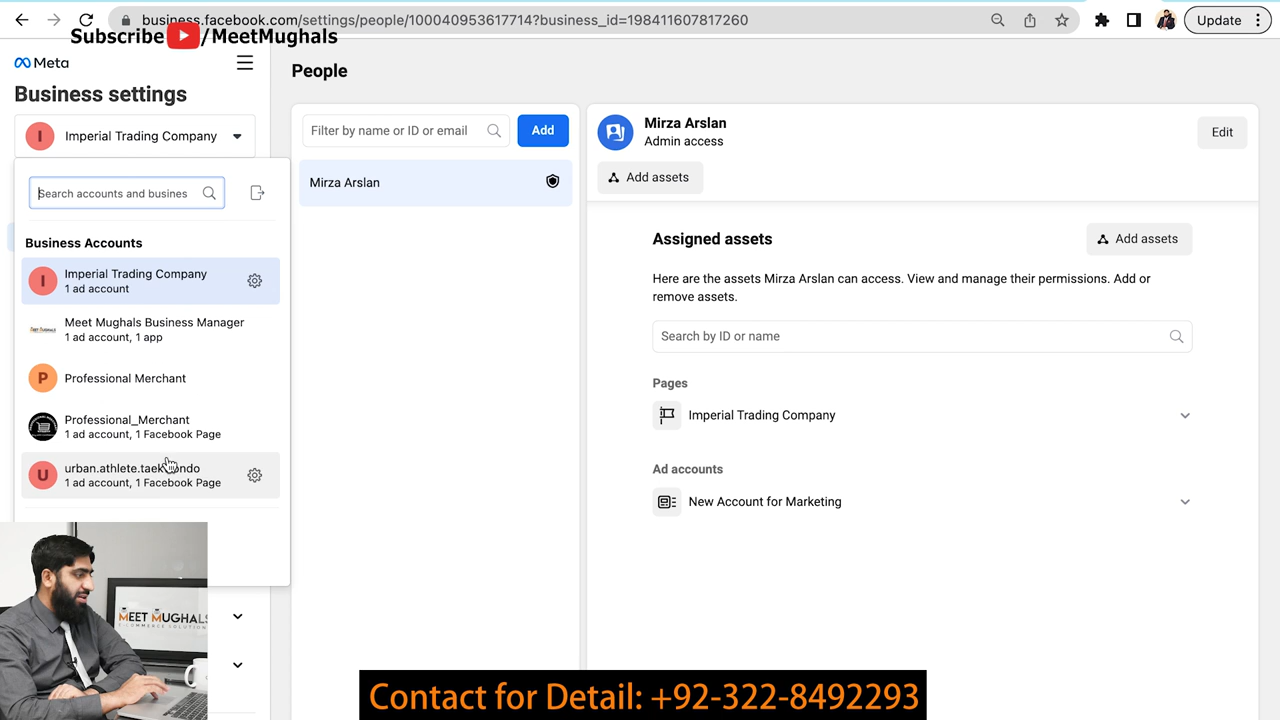 business.facebook.com/settings/people/100040953617714?business_id=198411607817260
Update
Subscribe /MeetMughals
Meta
Business settings
Imperial Trading Company
Search accounts and busines
Business Accounts
Imperial Trading Company
1 ad account
Meet Mughals Business Manager
1 ad account, 1 app
Professional Merchant
Professional_Merchant
1 ad account, 1 Facebook Page
1 ad account, 1 Facebook Page
People
Filter by name or ID or email
Add
Mirza Arslan
Mirza Arslan
Admin access
Edit
Add assets
Assigned assets
Add assets
Here are the assets Mirza Arslan can access. View and manage their permissions. Add or
remove assets.
Search by ID or name
Pages
Imperial Trading Company
Ad accounts
New Account for Marketing
MEET MUGHALS
Contact for Detail: +92-322-8492293